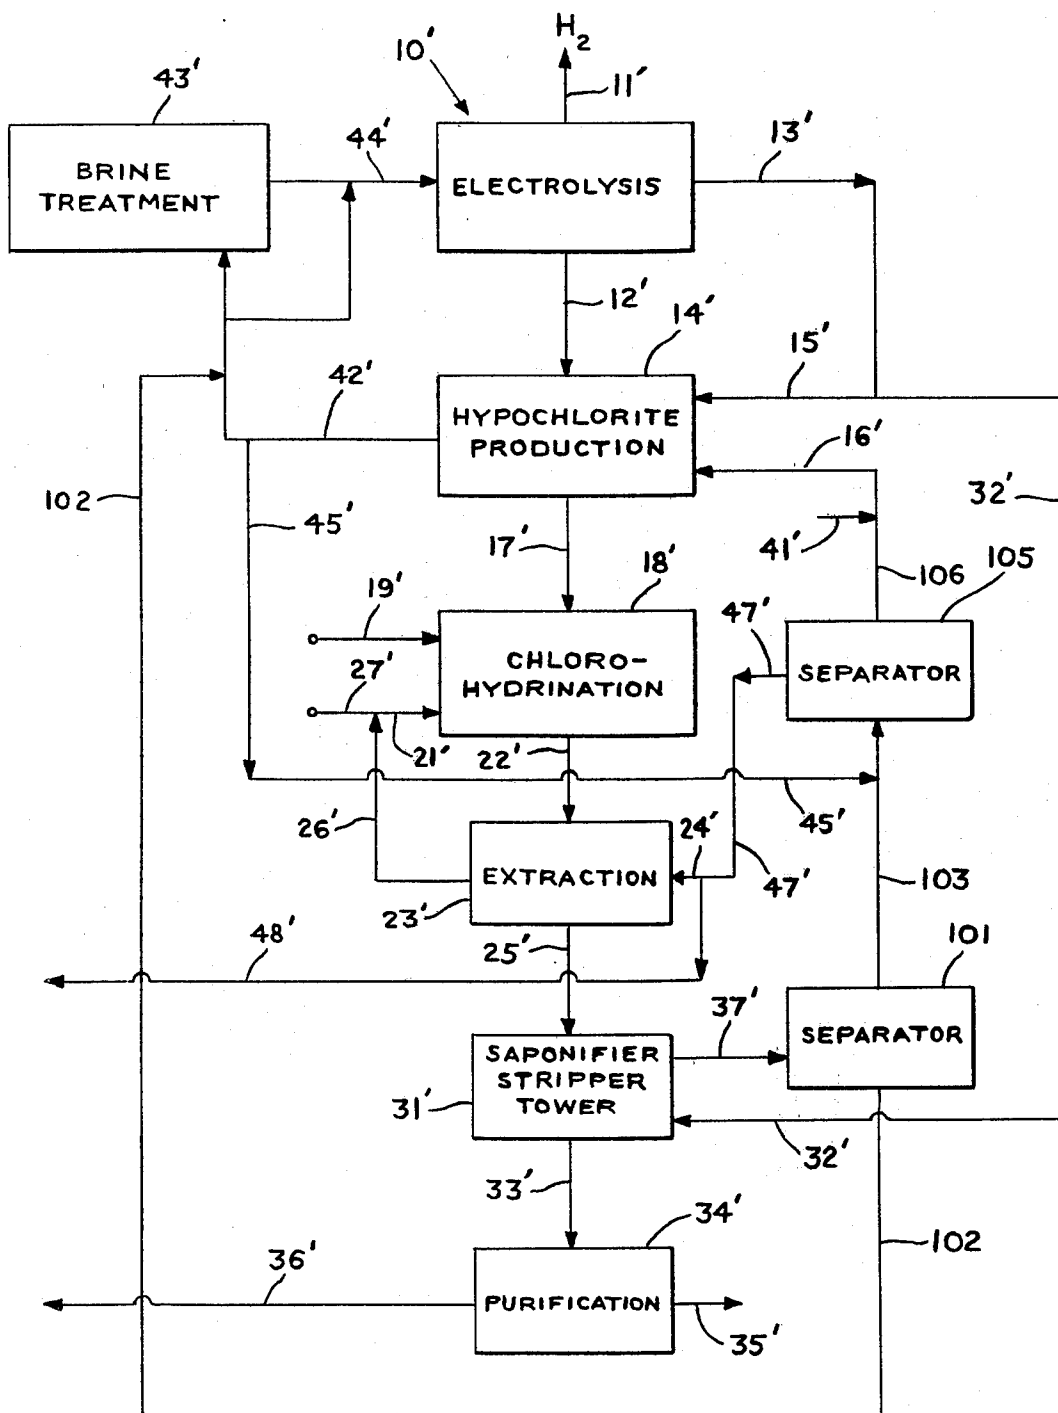 H2
10'
11'
43'
44'
13'
BRINE
TREATMENT
ELECTROLYSIS
12'
14'
15'
42'
HYPOCHLORITE
PRODUCTION
16'
102
32'
45'
17'
41'
106
105
18'
19'
47'
27'
CHLORO-
HYDRINATION
SEPARATOR
21'
22'
26'
24'
45'
EXTRACTION
47'
103
23'
25'
48'
101
37'
SAPONIFIER
STRIPPER
TOWER
SEPARATOR
31'
32'
33'
34'
102
36'
PURIFICATION
35'